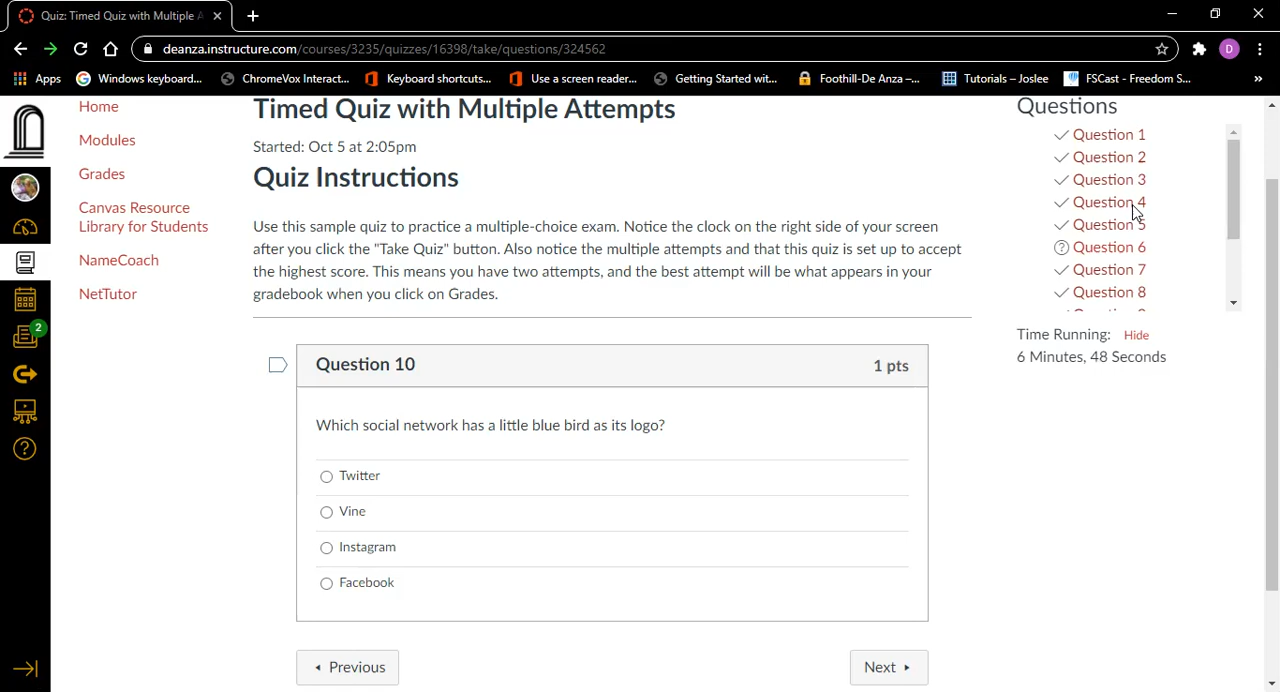 Quiz: Timed Quiz with Multiple A
deanza.instructure.com/courses/3235/quizzes/16398/take/questions/324562
D
Apps
Windows keyboard...
ChromeVox Interact...
Keyboard shortcuts...
Use a screen reader...
Getting Started wit...
Foothill-De Anza –...
Tutorials – Joslee
FSCast - Freedom S...
»
Home
Modules
Grades
Canvas Resource
Library for Students
NameCoach
NetTutor
2
Timed Quiz with Multiple Attempts
Started: Oct 5 at 2:05pm
Quiz Instructions
Use this sample quiz to practice a multiple-choice exam. Notice the clock on the right side of your screen
after you click the "Take Quiz" button. Also notice the multiple attempts and that this quiz is set up to accept
the highest score. This means you have two attempts, and the best attempt will be what appears in your
gradebook when you click on Grades.
Question 10
1 pts
Which social network has a little blue bird as its logo?
Twitter
Vine
Instagram
Facebook
Previous
Next
Questions
Question 1
Question 2
Question 3
Question 4
Question 5
Question 6
Question 7
Question 8
Time Running: Hide
6 Minutes, 48 Seconds